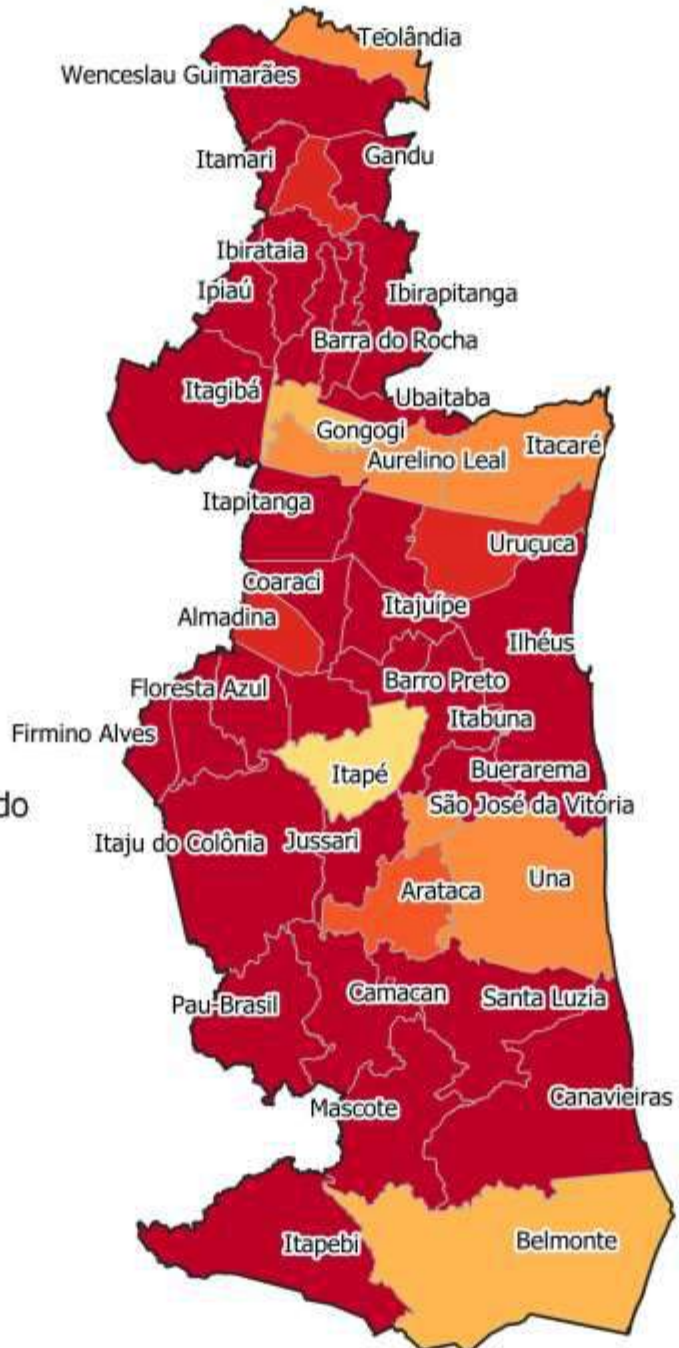 Teolândia
Wenceslau Guimarães
Itamari
Gandu
Ibirataia
Ipiaú
Ibirapitanga
Barra do Rocha
Itagibá
Ubaitaba
Gongogi
Itacaré
Aurelino Leal
Itapitanga
Uruçuca
Coaraci
Itajuípe
Almadina
Ilhéus
Floresta Azul
Barro Preto
Itabuna
Firmino Alves
Itapé
Buerarema
do
São José da Vitória
Itaju do Colônia
Jussari
Arataca
Una
Pau-Brasil
Camacan
Santa Luzia
Mascote
Canavieiras
Itapebi
Belmonte